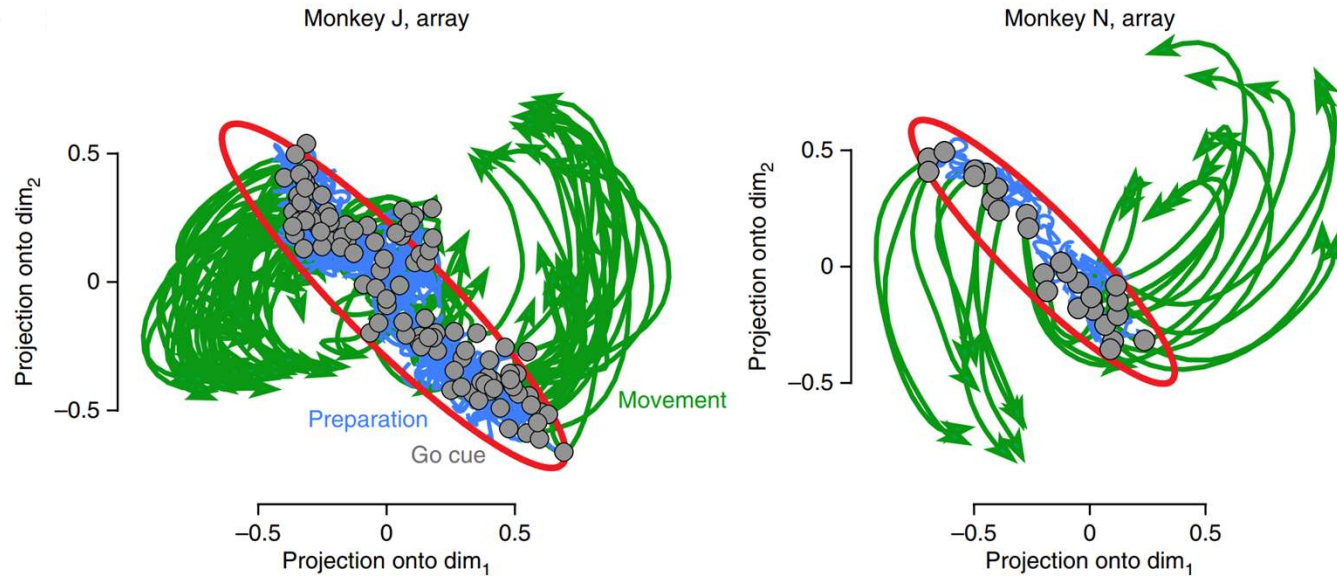 Monkey J, array
Projection onto dim₂
0.5
0
−0.5
Preparation
Go cue
Movement
−0.5 0 0.5
Projection onto dim₁
Monkey N, array
Projection onto dim₂
0.5
0
−0.5
−0.5 0 0.5
Projection onto dim₁